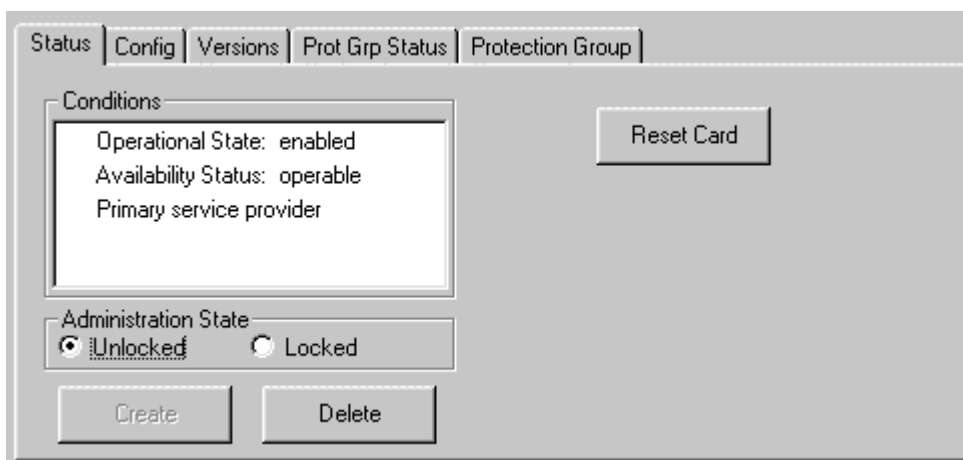 Status Config Versions Prot Grp Status Protection Group
Conditions
Operational State: enabled
Availability Status: operable
Primary service provider
Reset Card
Administration State
Unlocked Locked
Create Delete